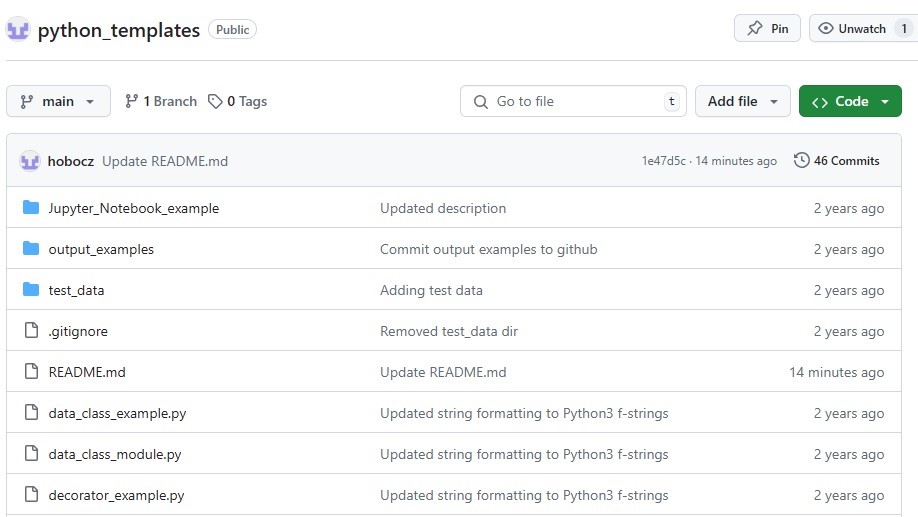 python_templates Public Pin Unwatch 1
main 1 Branch 0 Tags Go to file t Add file Code
hobocz Update README.md 1e47d5c · 14 minutes ago 46 Commits
Jupyter_Notebook_example Updated description 2 years ago
output_examples Commit output examples to github 2 years ago
test_data Adding test data 2 years ago
.gitignore Removed test_data dir 2 years ago
README.md Update README.md 14 minutes ago
data_class_example.py Updated string formatting to Python3 f-strings 2 years ago
data_class_module.py Updated string formatting to Python3 f-strings 2 years ago
decorator_example.py Updated string formatting to Python3 f-strings 2 years ago